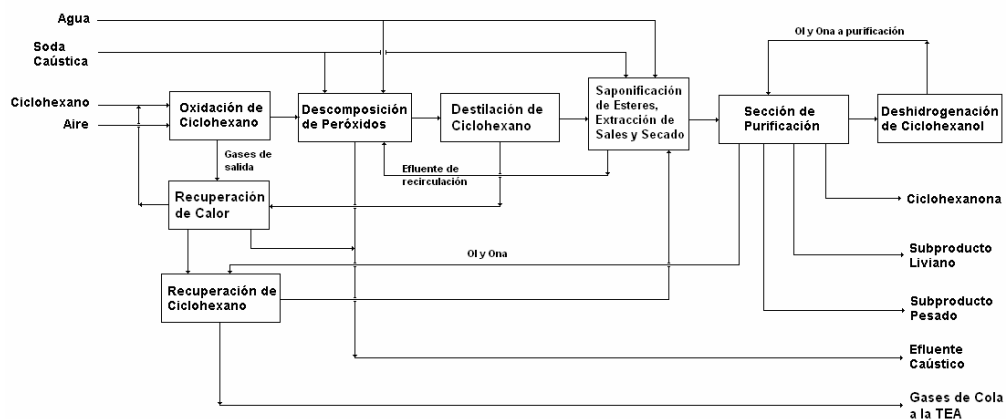 Agua
Soda
Caústica
Ciclohexano
Aire
Oxidación de
Ciclohexano
Descomposición
de Peróxidos
Destilación de
Ciclohexano
Saponificación
de Esteres,
Extracción de
Sales y Secado
Ol y Ona a purificación
Sección de
Purificación
Deshidrogenación
de Ciclohexanol
Gases de
salida
Efluente de
recirculación
Recuperación
de Calor
Ol y Ona
Recuperación de
Ciclohexano
Ciclohexanona
Subproducto
Liviano
Subproducto
Pesado
Efluente
Caústico
Gases de Cola
a la TEA